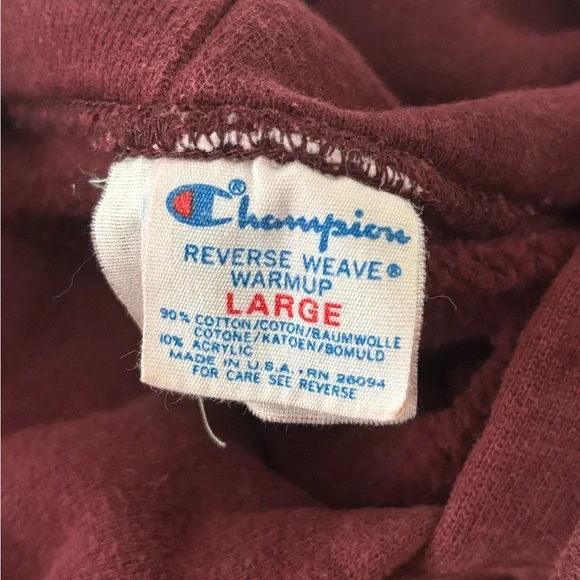 Champion®
REVERSE WEAVE®
WARMUP
LARGE
90% COTTON/COTON/BAUMWOLLE
COTONE/KATOEN/BOMULD
10% ACRYLIC
MADE IN U.S.A. • RN 26094
FOR CARE SEE REVERSE